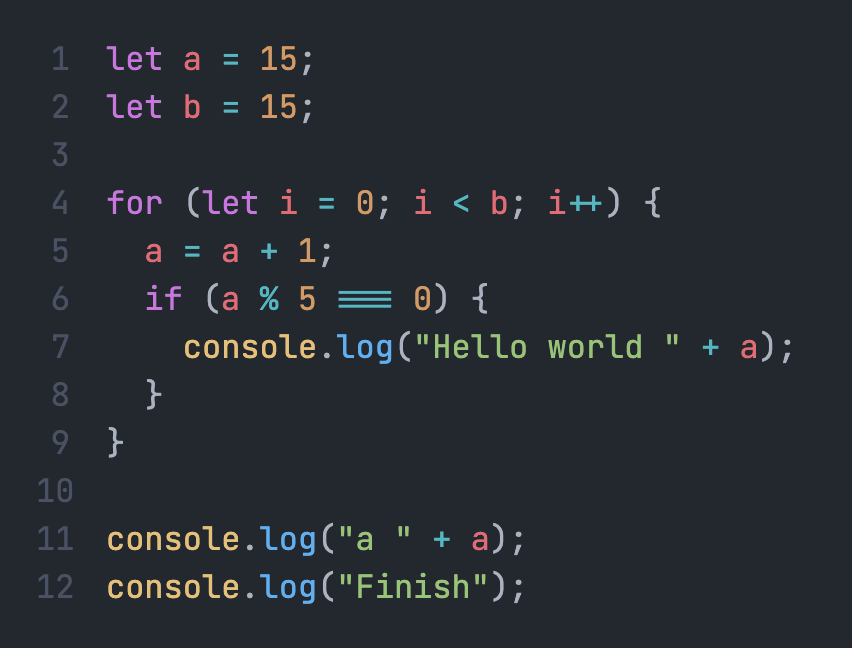 1 let a = 15;
2 let b = 15;
3
4 for (let i = 0; i < b; i++) {
5   a = a + 1;
6   if (a % 5 === 0) {
7     console.log("Hello world " + a);
8   }
9 }
10
11 console.log("a " + a);
12 console.log("Finish");